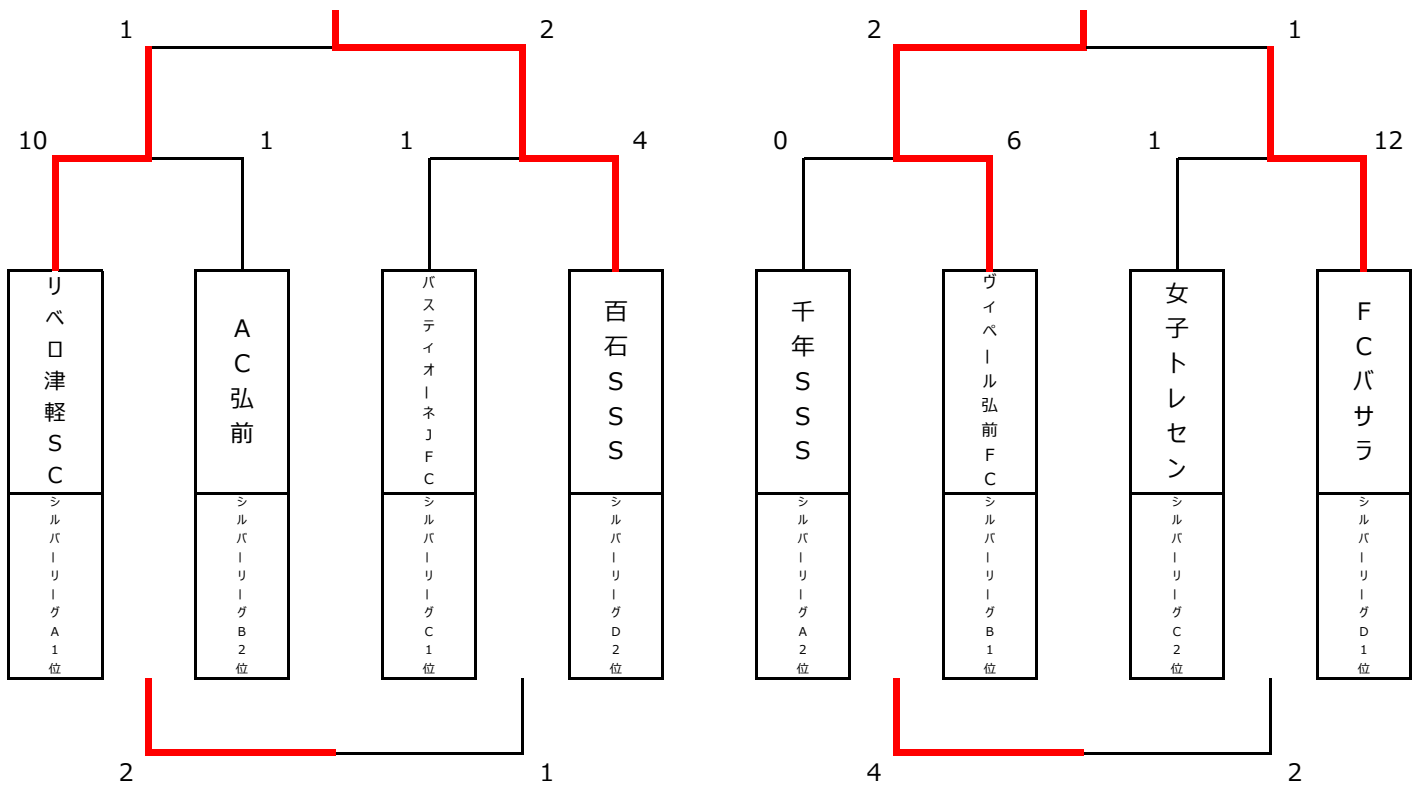 1 2 2 1
10 1 1 4 0 6 1 12
リベロ津軽SC
AC弘前
バスティオーネJFC
百石SSS
千年SSS
ヴィペール弘前FC
女子トレセン
FCバサラ
シルバーリーグA1位
シルバーリーグB2位
シルバーリーグC1位
シルバーリーグD2位
シルバーリーグA2位
シルバーリーグB1位
シルバーリーグC2位
シルバーリーグD1位
2 1 4 2